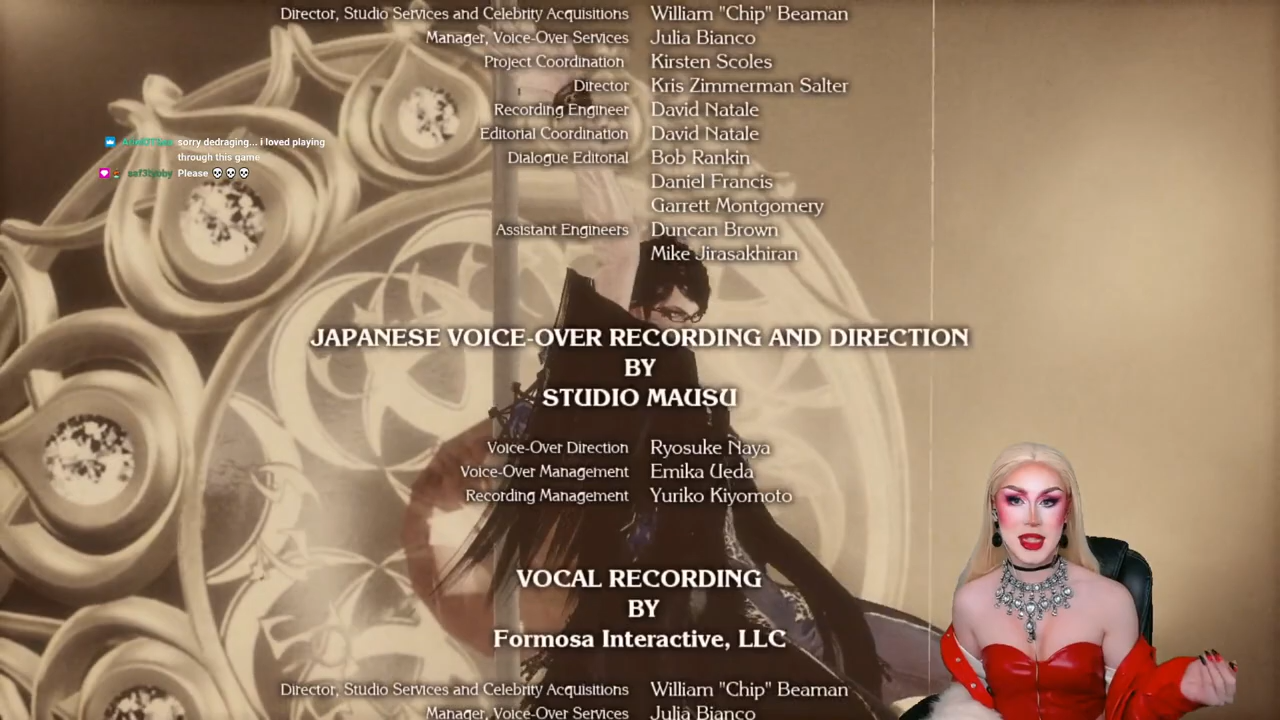 Director, Studio Services and Celebrity Acquisitions William "Chip" Beaman
Manager, Voice-Over Services Julia Bianco
Project Coordination Kirsten Scoles
Director Kris Zimmerman Salter
Recording Engineer David Natale
Editorial Coordination David Natale
Dialogue Editorial Bob Rankin
Daniel Francis
Garrett Montgomery
Assistant Engineers Duncan Brown
Mike Jirasakhiran
sorry dedraging... i loved playing
through this game
saf3tyoby Please 💀💀💀
JAPANESE VOICE-OVER RECORDING AND DIRECTION
BY
STUDIO MAUSU
Voice-Over Direction Ryosuke Naya
Voice-Over Management Emika Ueda
Recording Management Yuriko Kiyomoto
VOCAL RECORDING
BY
Formosa Interactive, LLC
Director, Studio Services and Celebrity Acquisitions William "Chip" Beaman
Manager, Voice-Over Services Julia Bianco